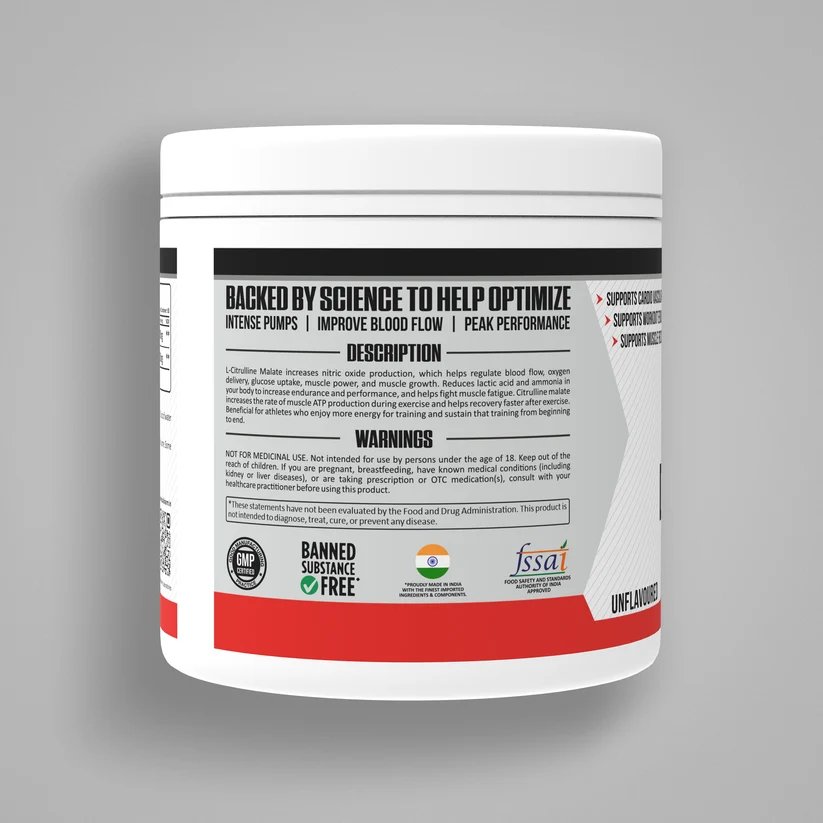 BACKED BY SCIENCE TO HELP OPTIMIZE
INTENSE PUMPS | IMPROVE BLOOD FLOW | PEAK PERFORMANCE
DESCRIPTION
L-Citrulline Malate increases nitric oxide production, which helps regulate blood flow, oxygen
delivery, glucose uptake, muscle power, and muscle growth. Reduces lactic acid and ammonia in
your body to increase endurance and performance, and helps fight muscle fatigue. Citrulline malate
increases the rate of muscle ATP production during exercise and helps recovery faster after exercise.
Beneficial for athletes who enjoy more energy for training and sustain that training from beginning
to end.
WARNINGS
NOT FOR MEDICINAL USE. Not intended for use by persons under the age of 18. Keep out of the
reach of children. If you are pregnant, breastfeeding, have known medical conditions (including
kidney or liver diseases), or are taking prescription or OTC medication(s), consult with your
healthcare practitioner before using this product.
*These statements have not been evaluated by the Food and Drug Administration. This product is
not intended to diagnose, treat, cure, or prevent any disease.
GOOD MANUFACTURING
GMP
CERTIFIED
PRACTICE
BANNED
SUBSTANCE
FREE*
*PROUDLY MADE IN INDIA
WITH THE FINEST IMPORTED
INGREDIENTS & COMPONENTS.
fssai
FOOD SAFETY AND STANDARDS
AUTHORITY OF INDIA
APPROVED
SUPPORTS CARDIO
SUPPORTS WORKOUT
SUPPORTS MUSCLE
UNFLAVOURED